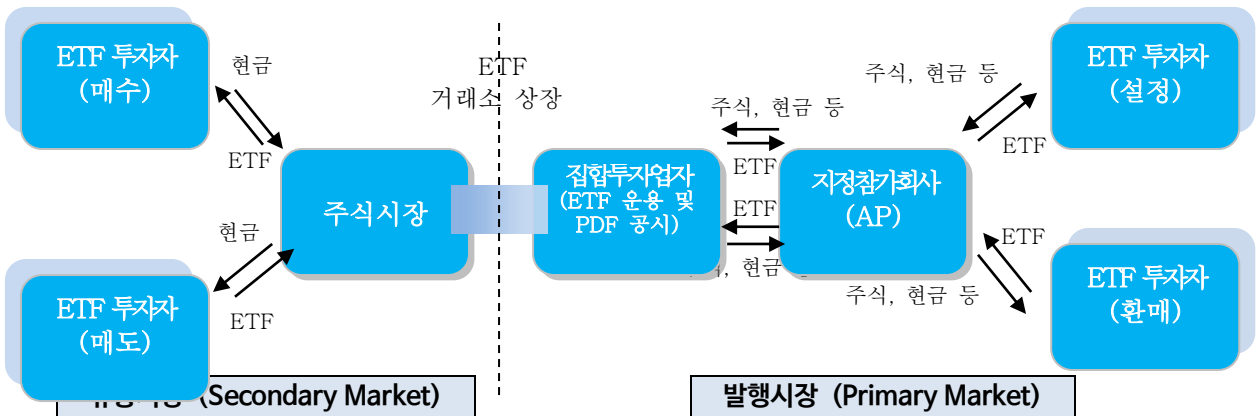 ETF 투자자
(매수)
현금
ETF
ETF
거래소 상장
주식시장
현금
ETF
ETF 투자자
(매도)
(Secondary Market)
주식, 현금 등
ETF
집합투자업자
(ETF 운용 및
PDF 공시)
ETF
현금
지정참가회사
(AP)
주식, 현금 등
ETF
ETF 투자자
(설정)
ETF
주식, 현금 등
ETF 투자자
(환매)
발행시장 (Primary Market)